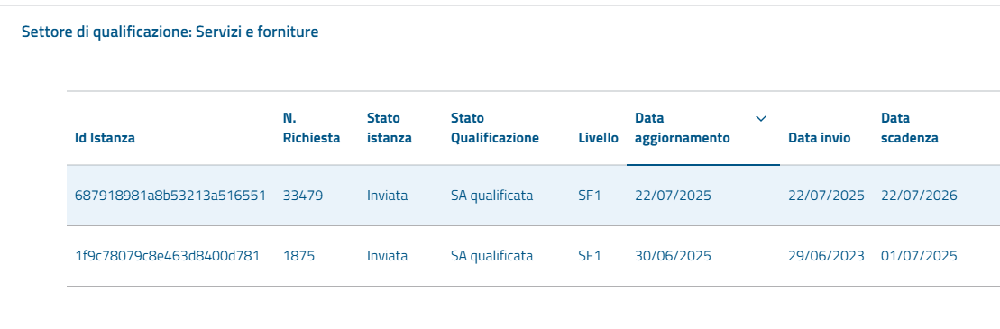 Settore di qualificazione: Servizi e forniture
Id Istanza N. Richiesta Stato istanza Stato Qualificazione Livello Data aggiornamento Data invio Data scadenza
687918981a8b53213a516551 33479 Inviata SA qualificata SF1 22/07/2025 22/07/2025 22/07/2026
1f9c78079c8e463d8400d781 1875 Inviata SA qualificata SF1 30/06/2025 29/06/2023 01/07/2025